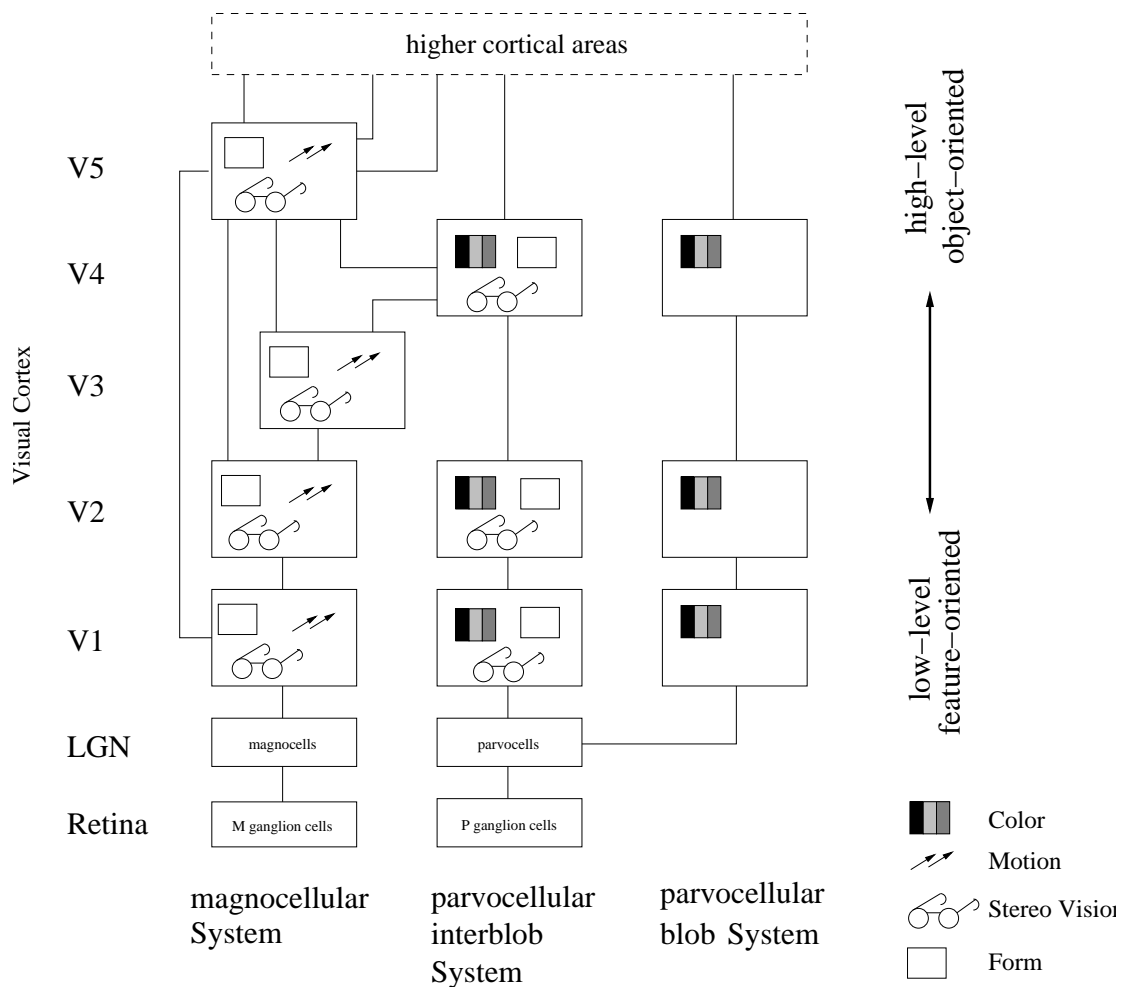 higher cortical areas
V5
V4
V3
V2
V1
LGN
Retina
Visual Cortex
magnocells
parvocells
M ganglion cells
P ganglion cells
magnocellular
System
parvocellular
interblob
System
parvocellular
blob System
high−level
object−oriented
low−level
feature−oriented
Color
Motion
Stereo Vision
Form